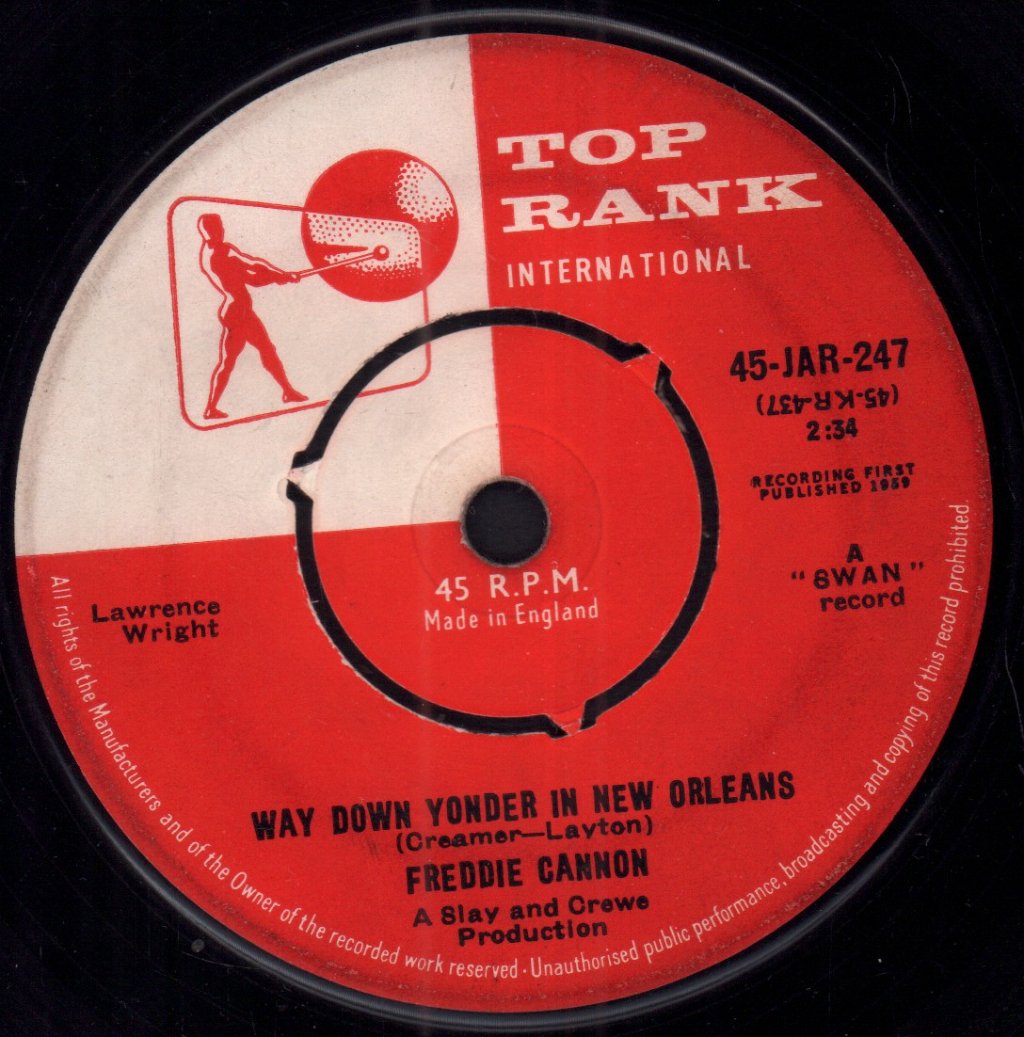 TOP
RANK
INTERNATIONAL
45-JAR-247
(45-KR-437)
2:34
RECORDING FIRST
PUBLISHED 1959
A
"SWAN"
record
Lawrence
Wright
45 R.P.M.
Made in England
WAY DOWN YONDER IN NEW ORLEANS
(Creamer—Layton)
FREDDIE CANNON
A Slay and Crewe
Production
All rights of the Manufacturers and of the Owner of the recorded work reserved · Unauthorised public performance, broadcasting and copying of this record prohibited.